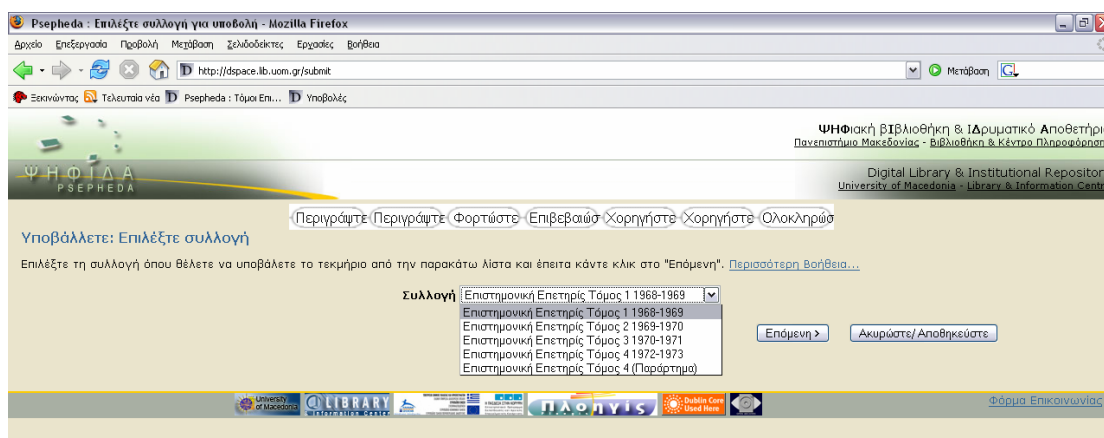 Psepheda : Επιλέξτε συλλογή για υποβολή - Mozilla Firefox
Αρχείο Επεξεργασία Προβολή Μετάβαση Σελιδοδείκτες Εργασίες Βοήθεια
http://dspace.lib.uom.gr/submit Μετάβαση
Ξεκινώντας Τελευταία νέα Psepheda : Τόμοι Επι... Υποβολές
ΨΗΦιακή βΙβλιοθήκη & ΙΔρυματικό Αποθετήρι
Πανεπιστήμιο Μακεδονίας - Βιβλιοθήκη & Κέντρο Πληροφόρηση
ΨΗΦΙΔΑ
PSEPHEDA
Digital Library & Institutional Repositor
University of Macedonia - Library & Information Centr
Περιγράψτε Περιγράψτε Φορτώστε Επιβεβαιώσ Χορηγήστε Χορηγήστε Ολοκληρώσ
Υποβάλλετε: Επιλέξτε συλλογή
Επιλέξτε τη συλλογή όπου θέλετε να υποβάλετε το τεκμήριο από την παρακάτω λίστα και έπειτα κάντε κλικ στο "Επόμενη". Περισσότερη Βοήθεια...
Συλλογή Επιστημονική Επετηρίς Τόμος 1 1968-1969
Επιστημονική Επετηρίς Τόμος 1 1968-1969
Επιστημονική Επετηρίς Τόμος 2 1969-1970
Επιστημονική Επετηρίς Τόμος 3 1970-1971
Επιστημονική Επετηρίς Τόμος 4 1972-1973
Επιστημονική Επετηρίς Τόμος 4 (Παράρτημα)
Επόμενη > Ακυρώστε/Αποθηκεύστε
University of Macedonia
LIBRARY
Information Center
Πλοηγίς
Dublin Core
Used Here
Φόρμα Επικοινωνίας